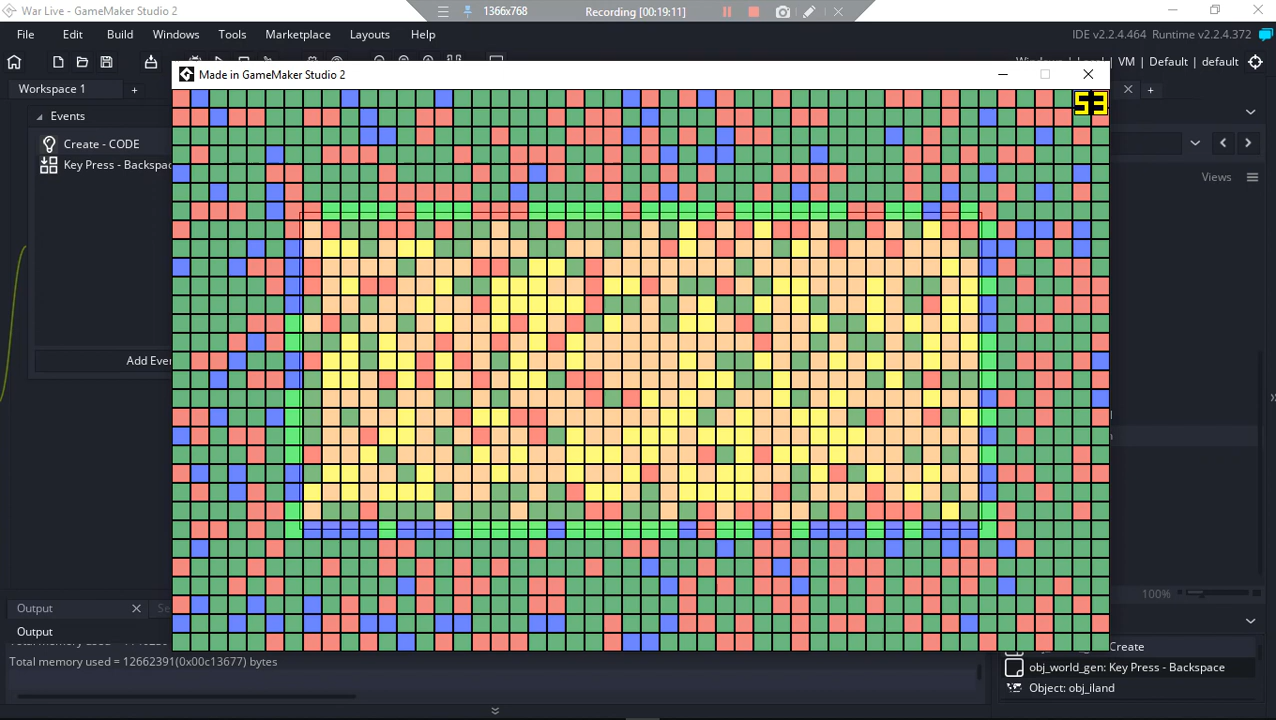 War Live - GameMaker Studio 2
1366x768
Recording [00:19:11]
File Edit Build Windows Tools Marketplace Layouts Help
IDE v2.2.4.464 Runtime v2.2.4.372
| Local | VM | Default | default
Made in GameMaker Studio 2
Workspace 1
53
Events
Create - CODE
Key Press - Backspac
Views
Add Eve
100%
Output
Output
Total memory used = 12662391(0x00c13677) bytes
Create
obj_world_gen: Key Press - Backspace
Object: obj_iland